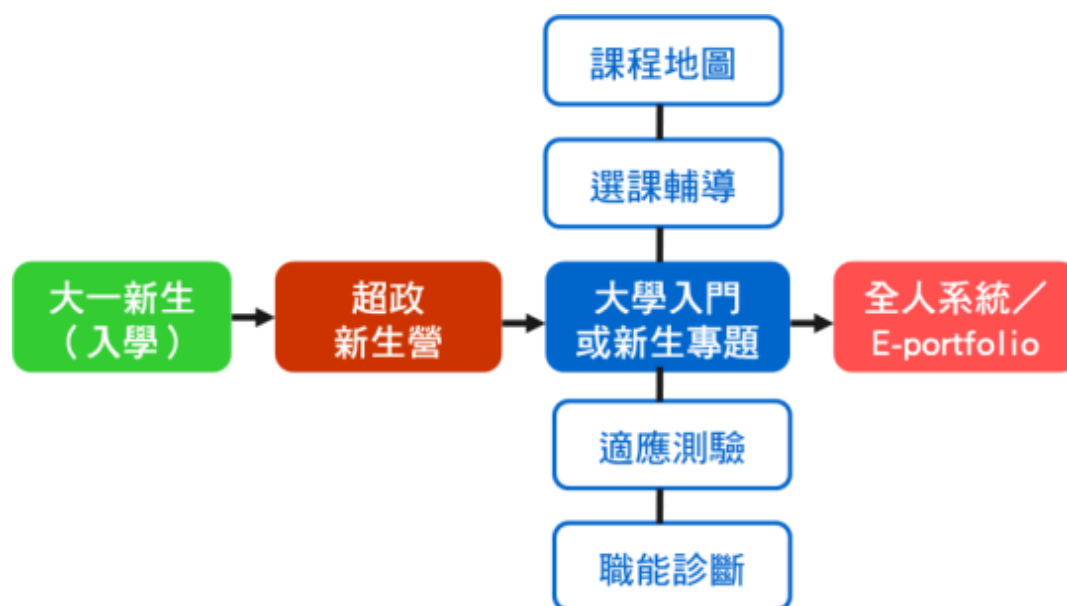 課程地圖
選課輔導
大一新生
（入學）
超政
新生營
大學入門
或新生專題
全人系統／
E-portfolio
適應測驗
職能診斷